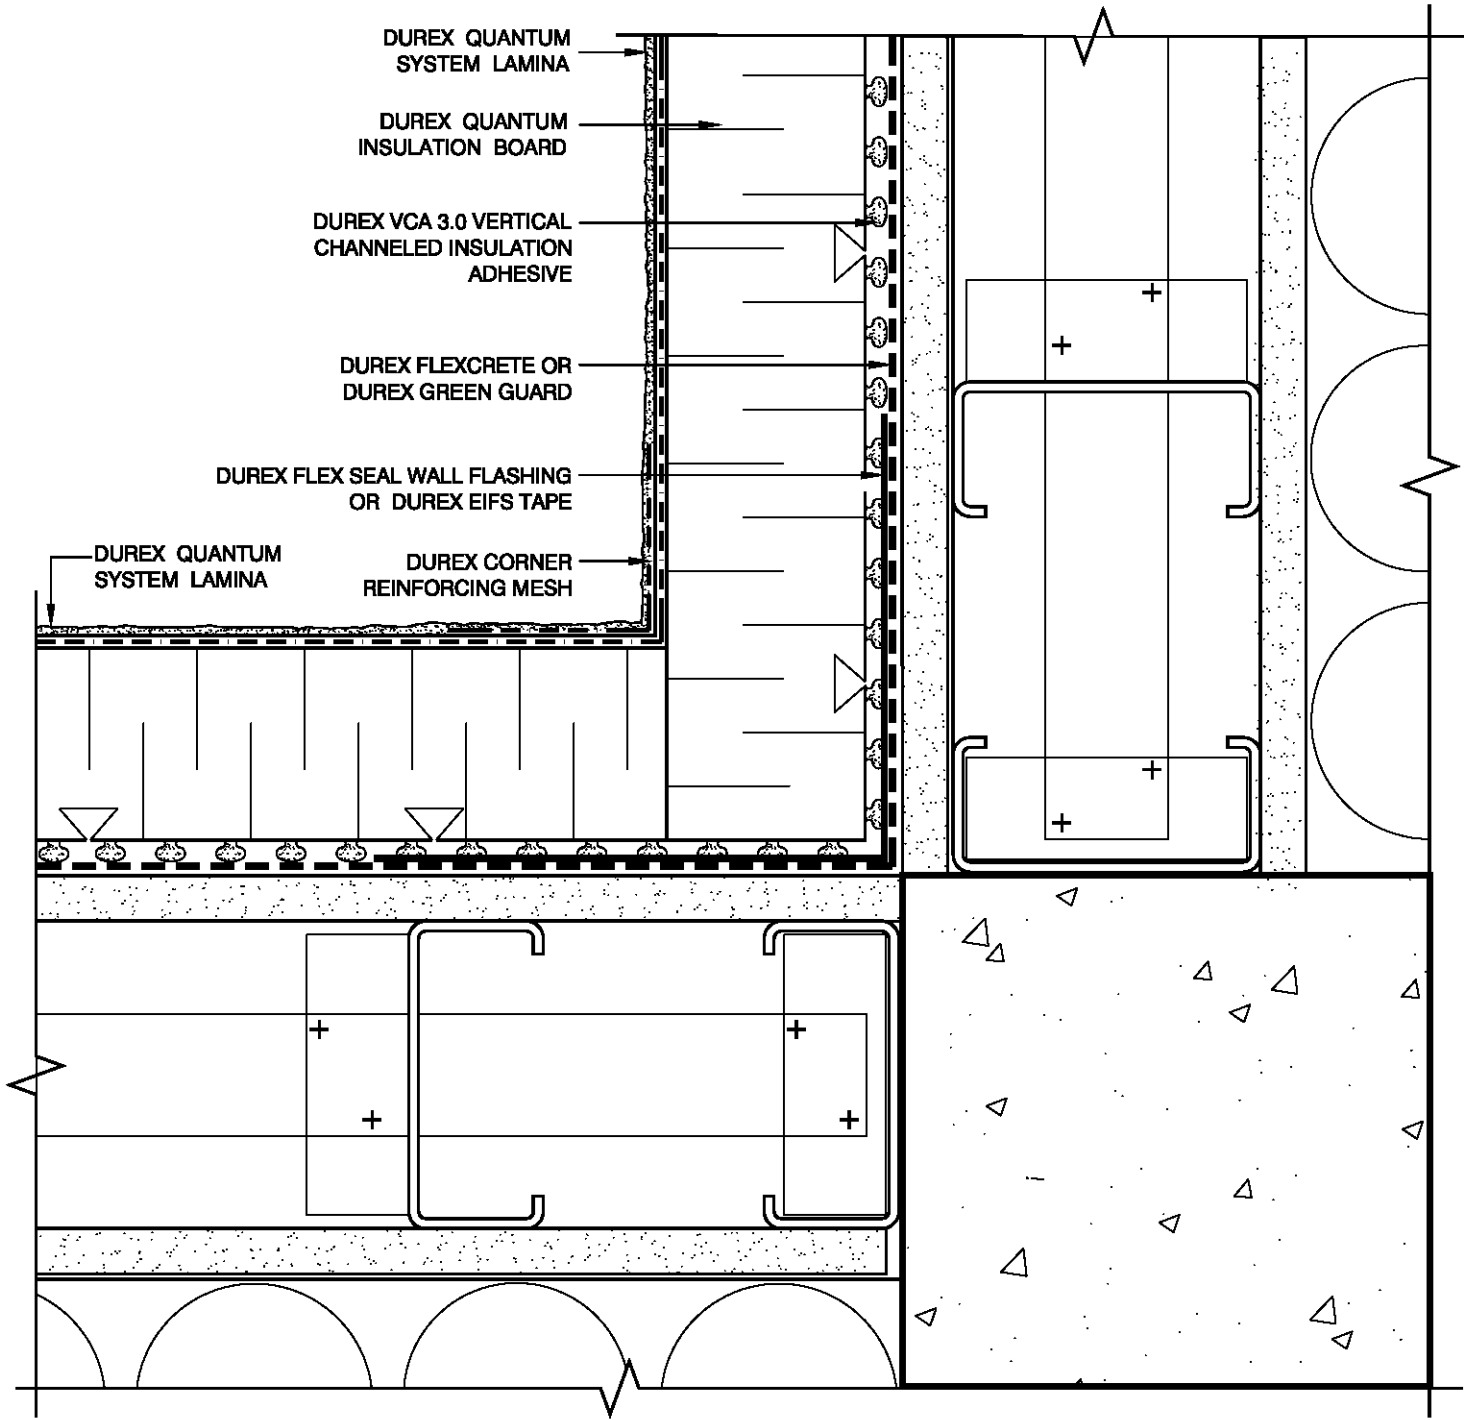 DUREX QUANTUM
SYSTEM LAMINA
DUREX QUANTUM
INSULATION BOARD
DUREX VCA 3.0 VERTICAL
CHANNELED INSULATION
ADHESIVE
DUREX FLEXCRETE OR
DUREX GREEN GUARD
DUREX FLEX SEAL WALL FLASHING
OR DUREX EIFS TAPE
DUREX QUANTUM
SYSTEM LAMINA
DUREX CORNER
REINFORCING MESH